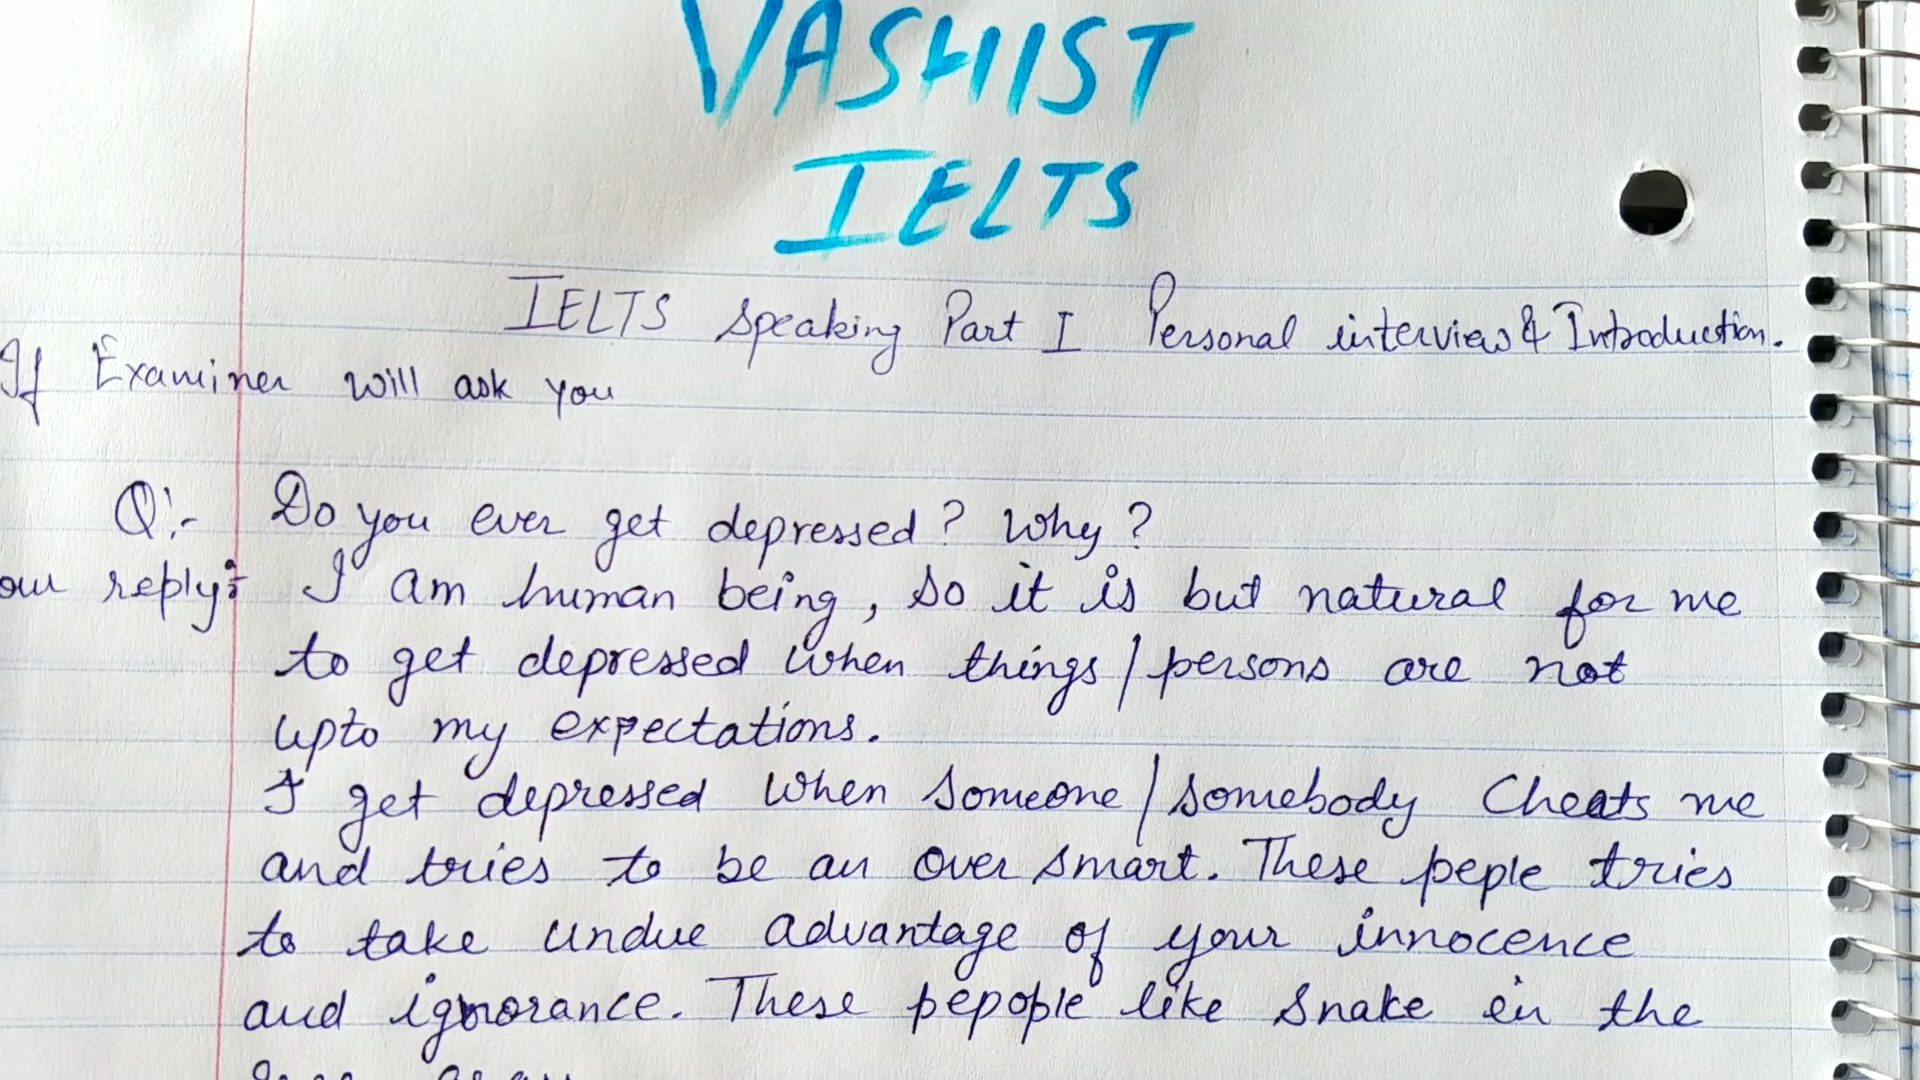 VASHIST
IELTS
IELTS Speaking Part I Personal interview & Introduction.
If Examiner will ask you
Q:- Do you ever get depressed? Why?
our reply:- I am human being, so it is but natural for me
to get depressed when things/persons are not
upto my expectations.
I get depressed when someone/somebody Cheats me
and tries to be an over smart. These peple tries
to take undue advantage of your innocence
and ignorance. These pepople like snake in the